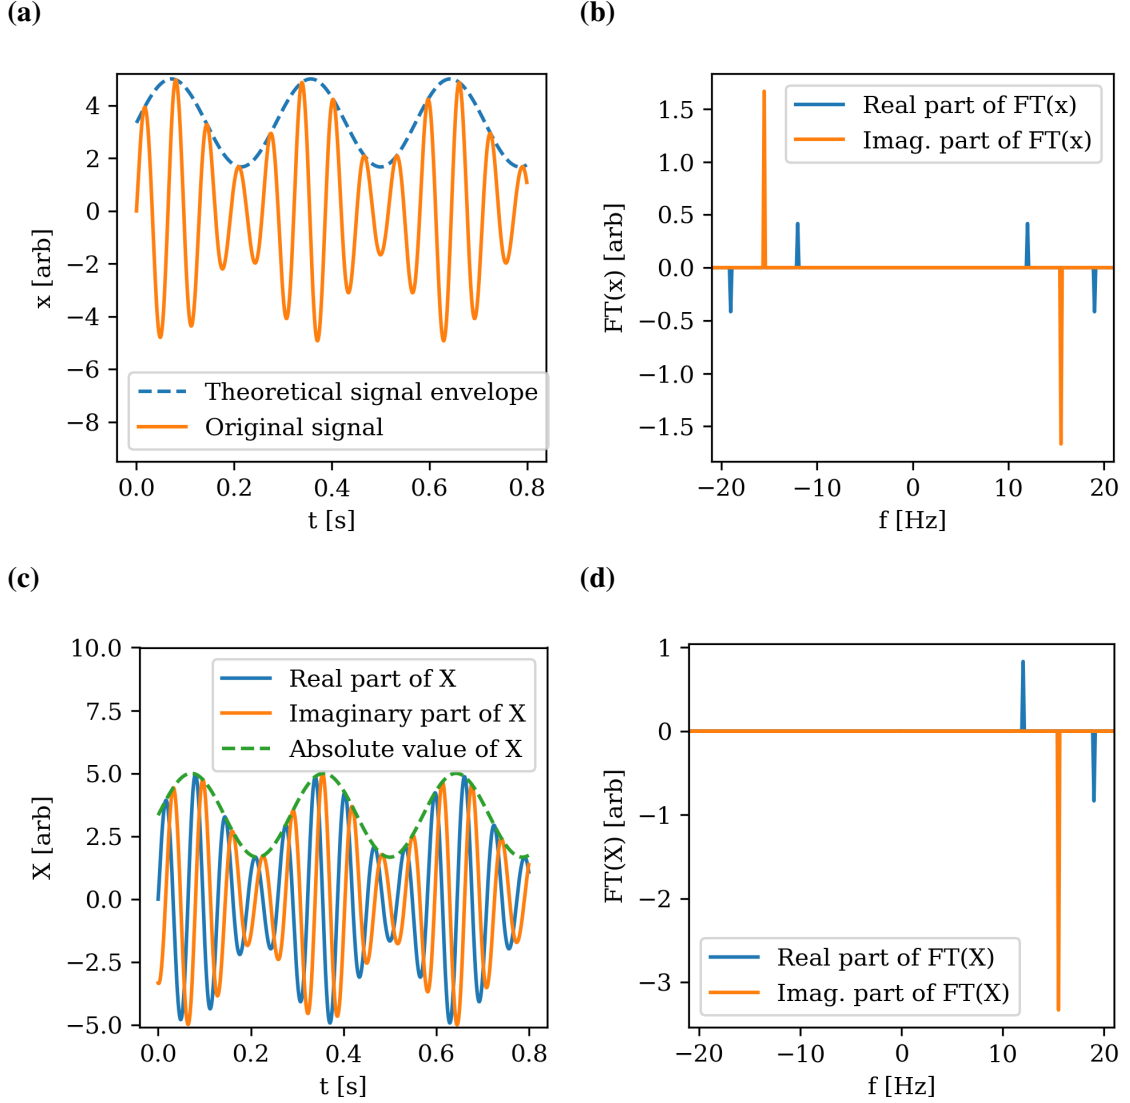 (a)
4
2
0
−2
−4
−6
−8
x [arb]
Theoretical signal envelope
Original signal
0.0 0.2 0.4 0.6 0.8
t [s]
(b)
1.5
1.0
0.5
0.0
−0.5
−1.0
−1.5
FT(x) [arb]
Real part of FT(x)
Imag. part of FT(x)
−20 −10 0 10 20
f [Hz]
(c)
10.0
7.5
5.0
2.5
0.0
−2.5
−5.0
X [arb]
Real part of X
Imaginary part of X
Absolute value of X
0.0 0.2 0.4 0.6 0.8
t [s]
(d)
1
0
−1
−2
−3
FT(X) [arb]
Real part of FT(X)
Imag. part of FT(X)
−20 −10 0 10 20
f [Hz]